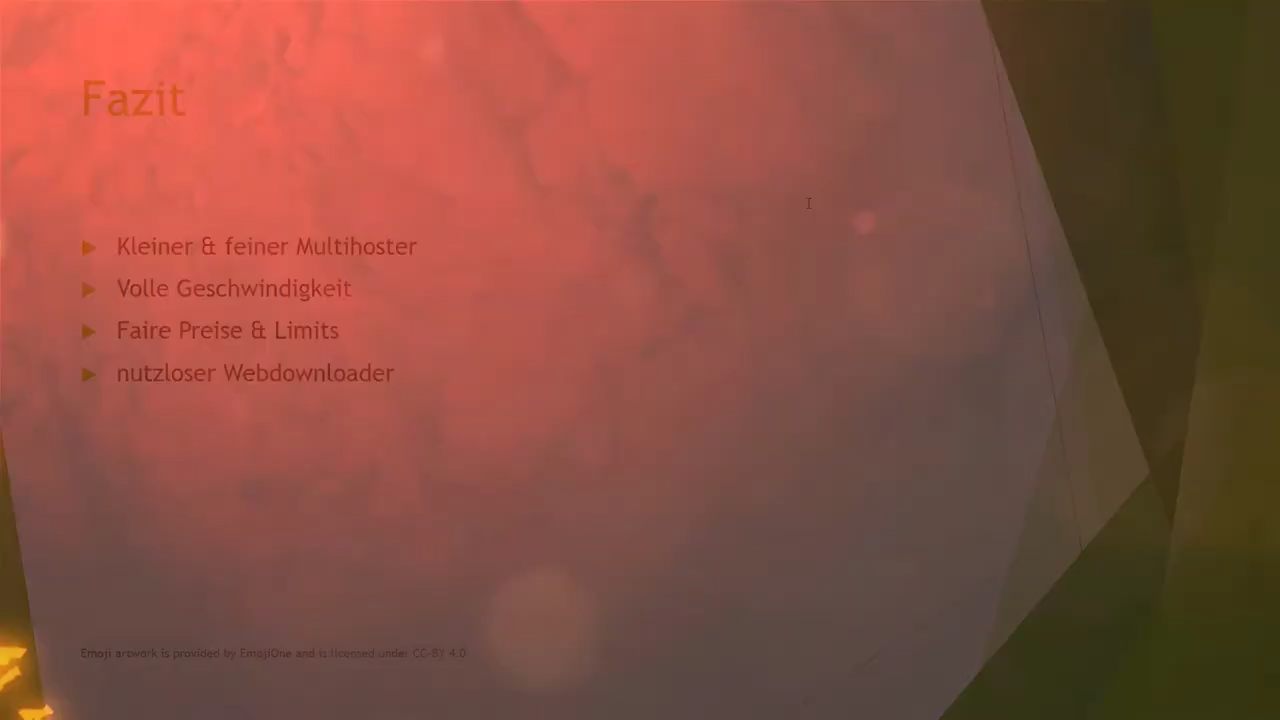 Fazit
Kleiner & feiner Multihoster
Volle Geschwindigkeit
Faire Preise & Limits
nutzloser Webdownloader
Emoji artwork is provided by EmojiOne and is licensed under CC-BY 4.0